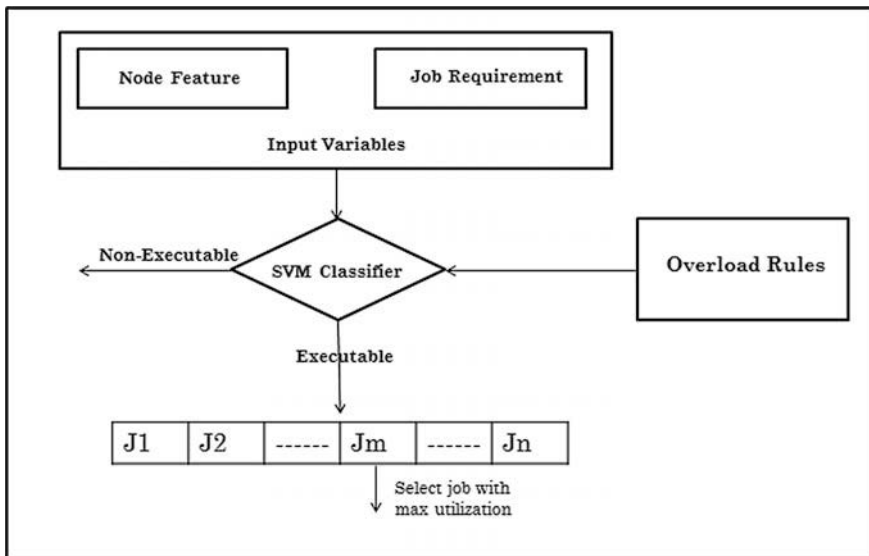 Node Feature
Job Requirement
Input Variables
Non-Executable
SVM Classifier
Overload Rules
Executable
J1 J2 ------ Jm ------ Jn
Select job with
max utilization